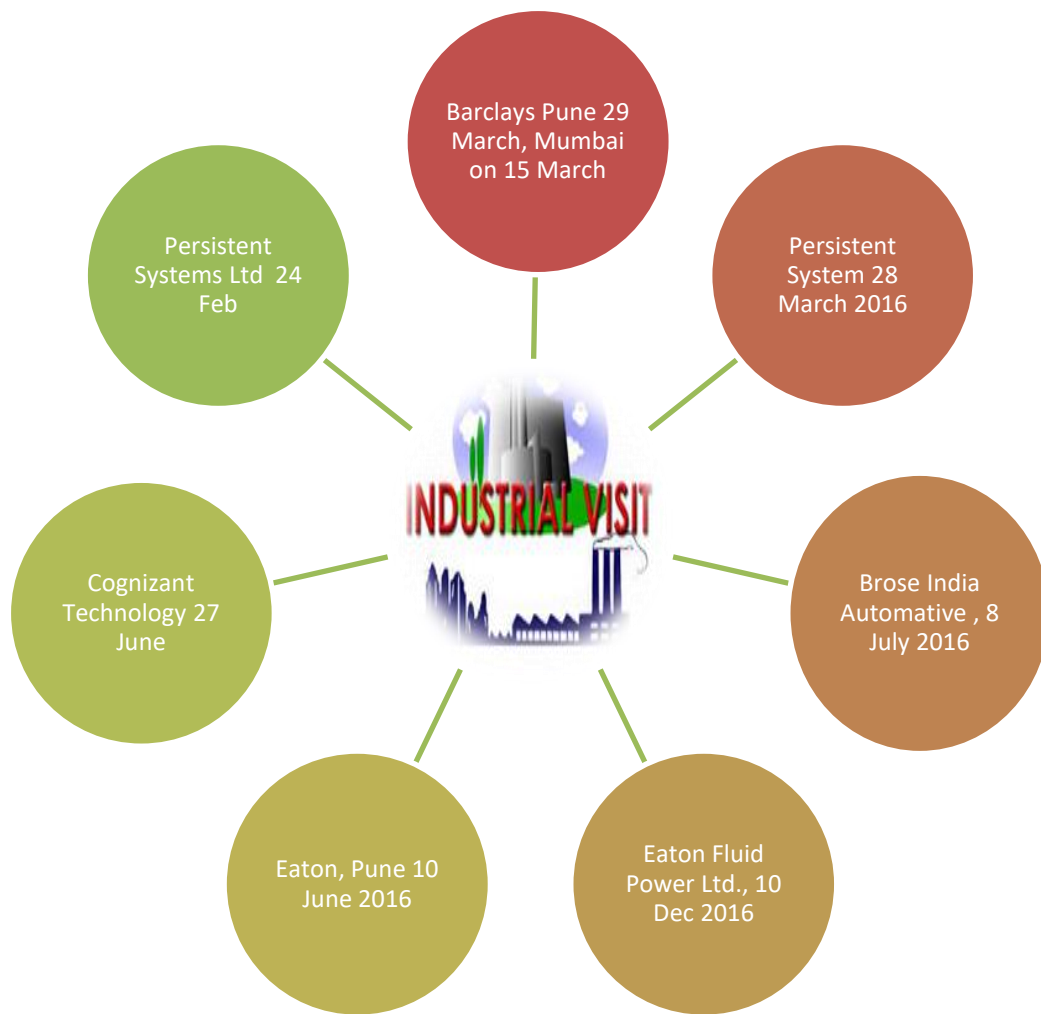 Barclays Pune 29
March, Mumbai
on 15 March
Persistent
System 28
March 2016
Brose India
Automative , 8
July 2016
Eaton Fluid
Power Ltd., 10
Dec 2016
Eaton, Pune 10
June 2016
Cognizant
Technology 27
June
Persistent
Systems Ltd  24
Feb
INDUSTRIAL VISIT